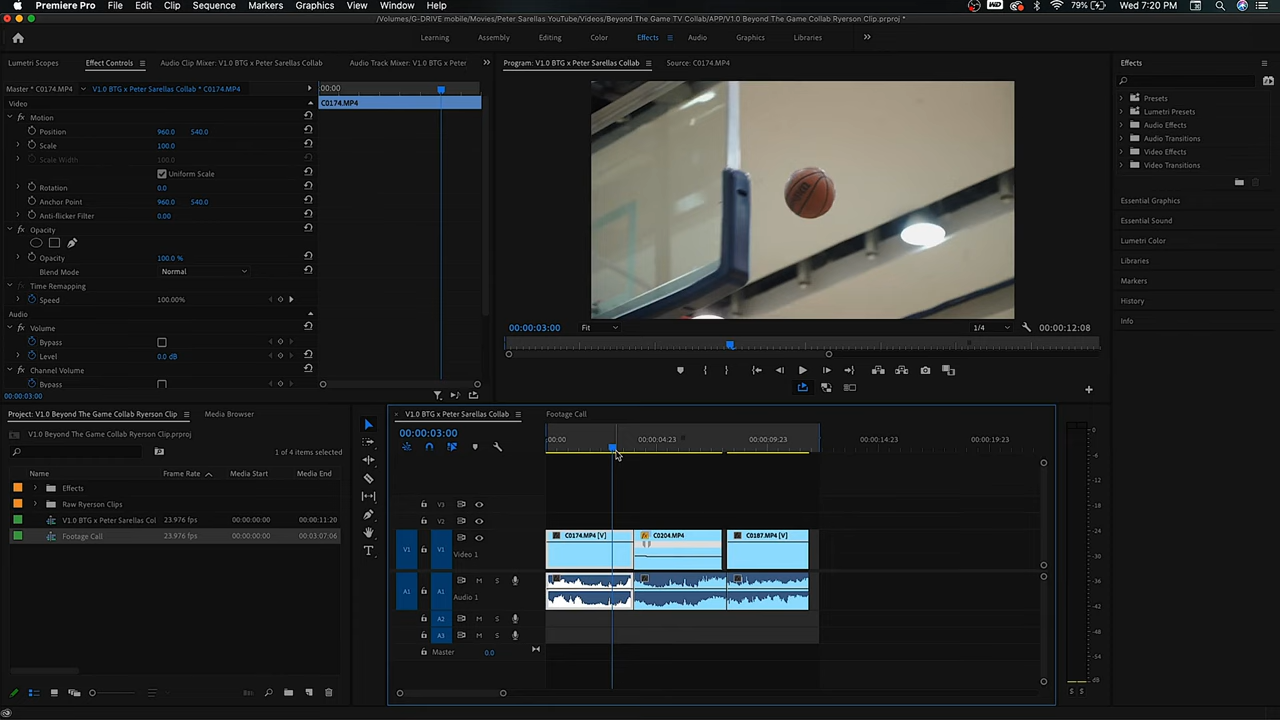 Premiere Pro File Edit Clip Sequence Markers Graphics View Window Help 79% Wed 7:20 PM
/Volumes/G-DRIVE mobile/Movies/Peter Sarellas YouTube/Videos/Beyond The Game TV Collab/APP/V1.0 Beyond The Game Collab Ryerson Clip.prproj *
Learning Assembly Editing Color Effects Audio Graphics Libraries
Lumetri Scopes Effect Controls Audio Clip Mixer: V1.0 BTG x Peter Sarellas Collab Audio Track Mixer: V1.0 BTG x Peter
Program: V1.0 BTG x Peter Sarellas Collab Source: C0174.MP4
Effects
Master * C0174.MP4 V1.0 BTG x Peter Sarellas Collab * C0174.MP4
:00:00
Video
C0174.MP4
fx Motion
Position 960.0 540.0
Scale 100.0
Scale Width 100.0
Uniform Scale
Rotation 0.0
Anchor Point 960.0 540.0
Anti-flicker Filter 0.00
fx Opacity
Opacity 100.0 %
Blend Mode Normal
fx Time Remapping
Speed 100.00%
Audio
fx Volume
Bypass
Level 0.0 dB
fx Channel Volume
Bypass
00:00:03:00
00:00:03:00 Fit 1/4 00:00:12:08
Presets
Lumetri Presets
Audio Effects
Audio Transitions
Video Effects
Video Transitions
Essential Graphics
Essential Sound
Lumetri Color
Libraries
Markers
History
Info
Project: V1.0 Beyond The Game Collab Ryerson Clip Media Browser
V1.0 Beyond The Game Collab Ryerson Clip.prproj
1 of 4 items selected
Name Frame Rate Media Start Media End
Effects
Raw Ryerson Clips
V1.0 BTG x Peter Sarellas Col 23.976 fps 00:00:00:00 00:00:11:20
Footage Call 23.976 fps 00:00:00:00 00:03:07:06
V1.0 BTG x Peter Sarellas Collab Footage Call
00:00:03:00
:00:00 00:00:04:23 00:00:09:23 00:00:14:23 00:00:19:23
V3
V2
V1 V1 Video 1
C0174.MP4 [V] fx C0204.MP4 C0187.MP4 [V]
A1 A1 M S Audio 1
A2 M S
A3 M S
Master 0.0
0
-6
-12
-18
-24
-30
-36
-42
-48
-54
dB
S S